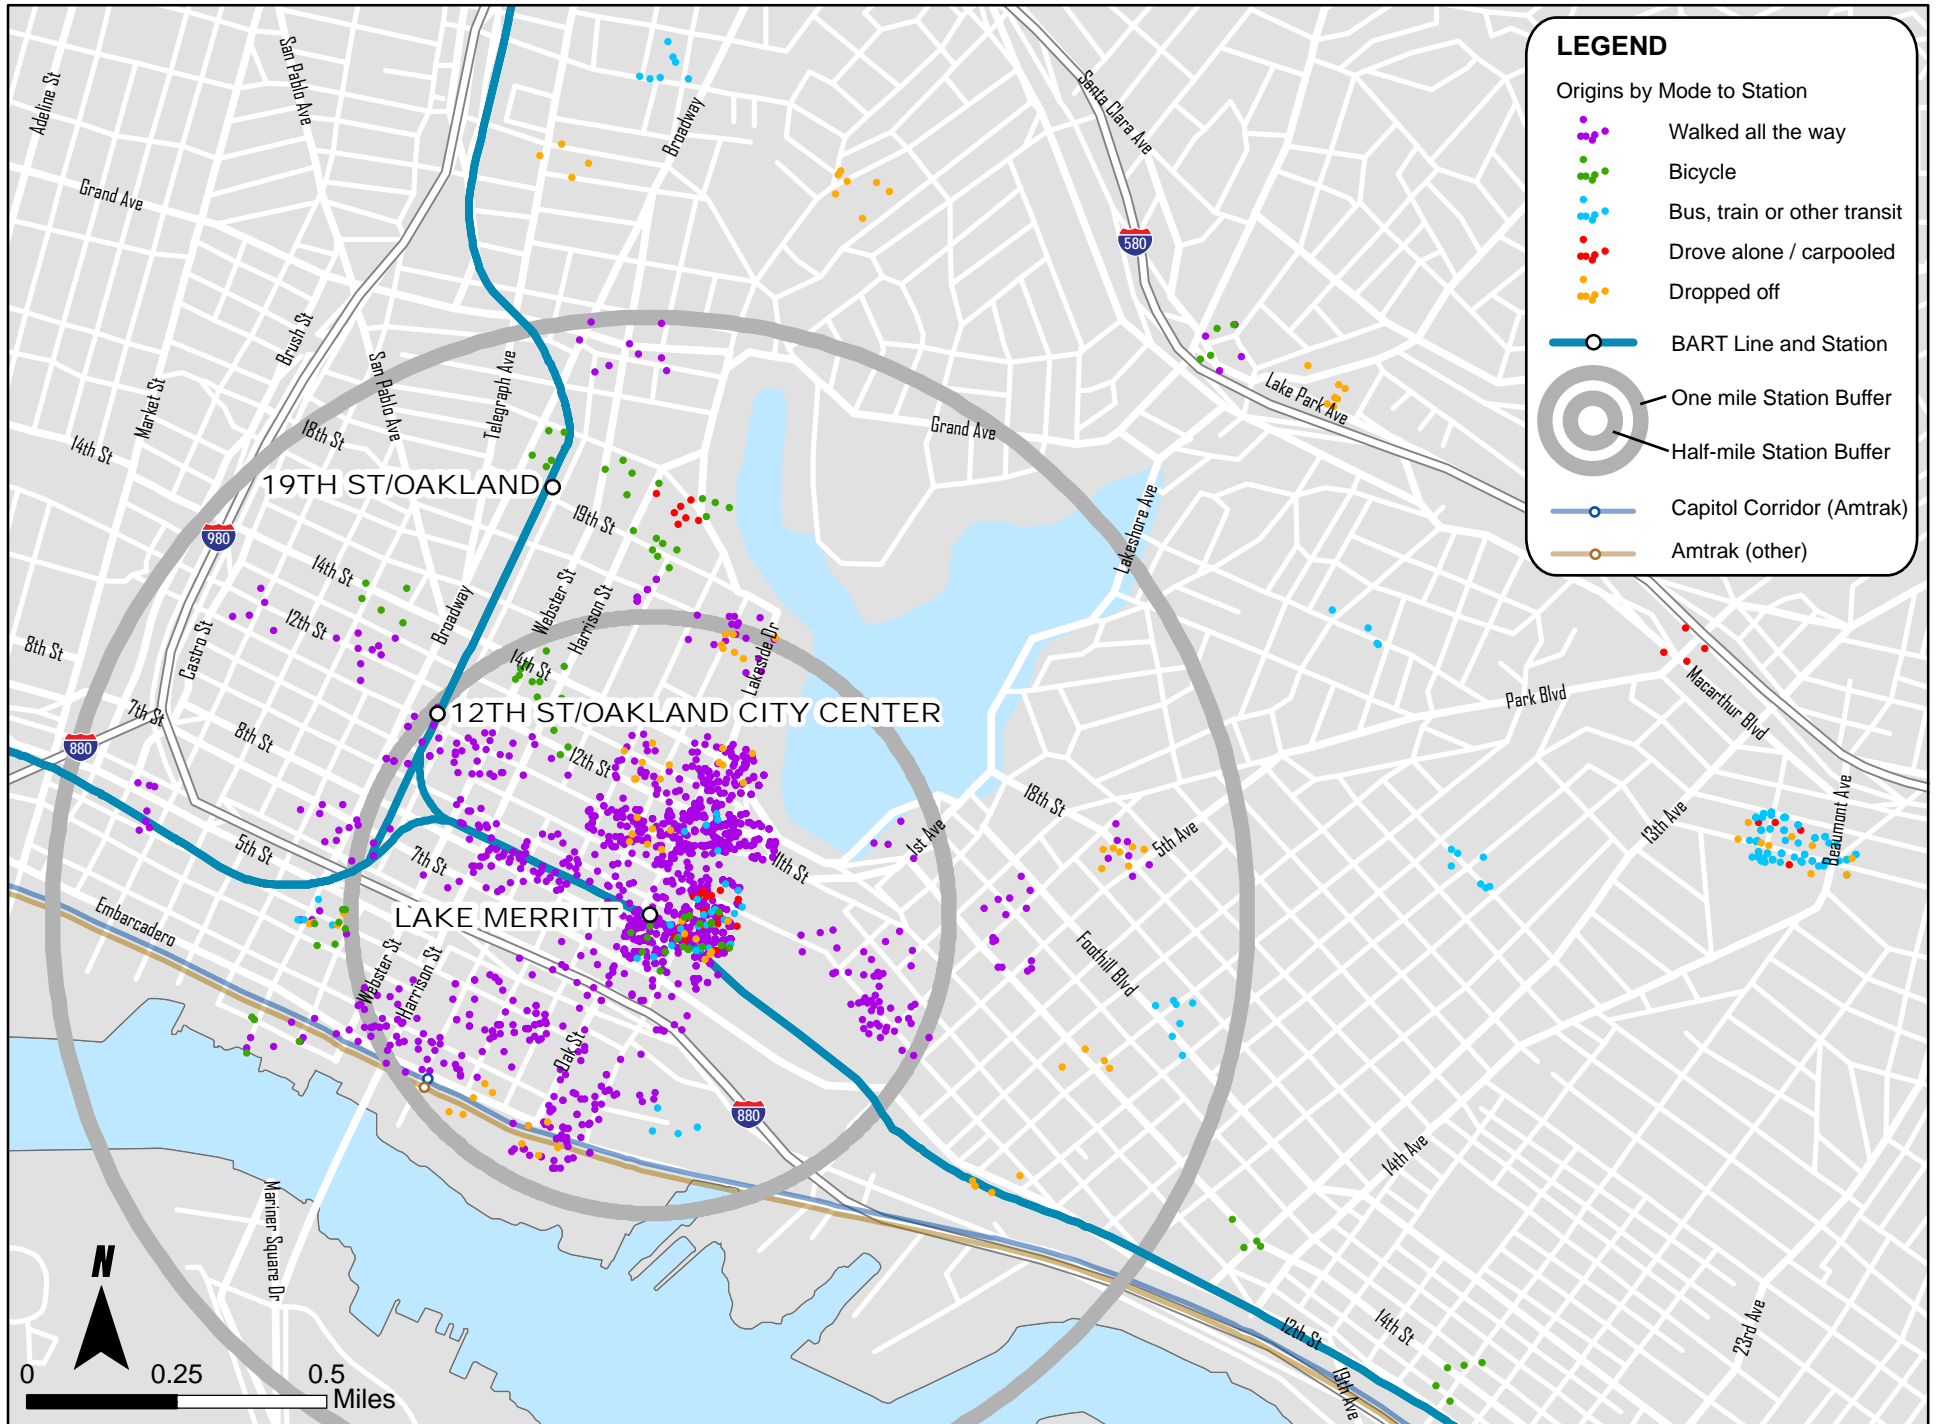 LEGEND
Origins by Mode to Station
Walked all the way
Bicycle
Bus, train or other transit
Drove alone / carpooled
Dropped off
BART Line and Station
One mile Station Buffer
Half-mile Station Buffer
Capitol Corridor (Amtrak)
Amtrak (other)
Adeline St
San Pablo Ave
Broadway
Santa Clara Ave
Grand Ave
580
Brush St
Market St
San Pablo Ave
Telegraph Ave
Lake Park Ave
18th St
14th St
Grand Ave
19TH ST/OAKLAND
19th St
Lakeshore Ave
980
14th St
Webster St
Harrison St
Broadway
12th St
8th St
Castro St
14th St
Lakeside Dr
Park Blvd
Macarthur Blvd
7th St
12TH ST/OAKLAND CITY CENTER
880
8th St
12th St
18th St
1st Ave
5th Ave
13th Ave
Beaumont Ave
5th St
7th St
11th St
LAKE MERRITT
Embarcadero
Webster St
Harrison St
Foothill Blvd
Oak St
880
14th Ave
Mariner Square Dr
N
12th St
14th St
23rd Ave
19th Ave
0 0.25 0.5
Miles